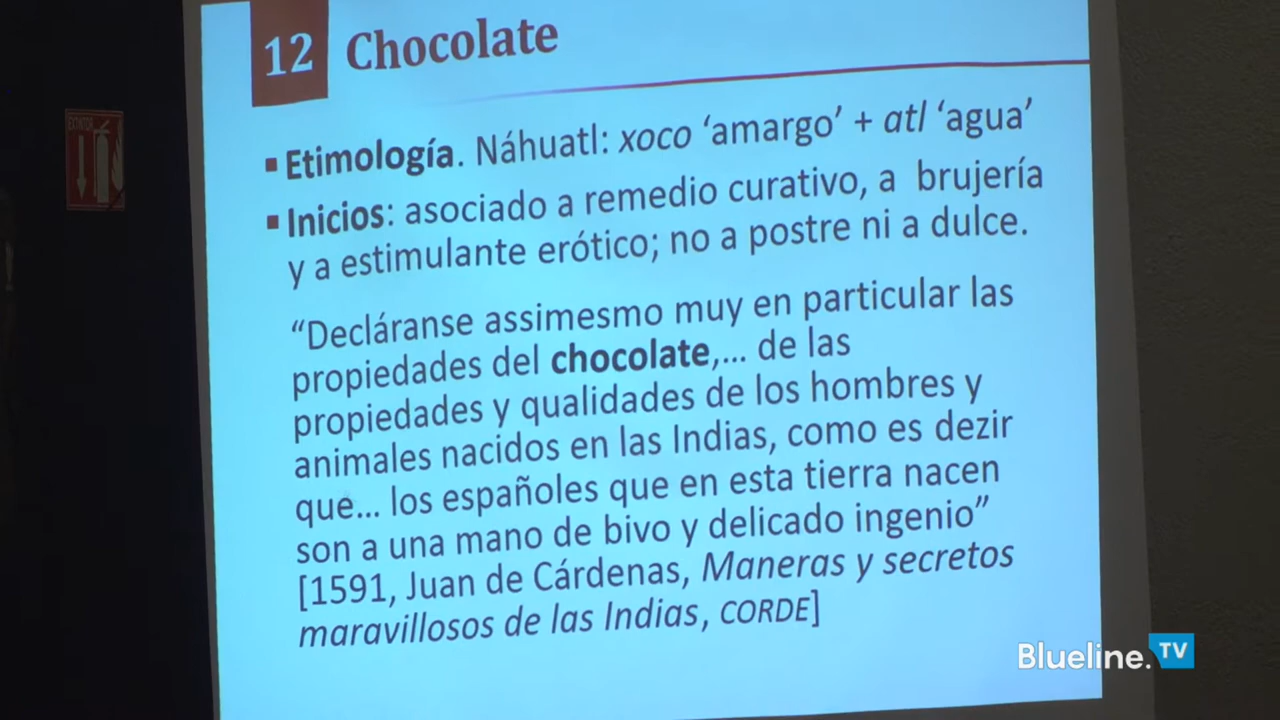 12 Chocolate
EXTINTOR
▪ Etimología. Náhuatl: xoco ‘amargo’ + atl ‘agua’
▪ Inicios: asociado a remedio curativo, a brujería
y a estimulante erótico; no a postre ni a dulce.
“Decláranse assimesmo muy en particular las
propiedades del chocolate,... de las
propiedades y qualidades de los hombres y
animales nacidos en las Indias, como es dezir
que... los españoles que en esta tierra nacen
son a una mano de bivo y delicado ingenio”
[1591, Juan de Cárdenas, Maneras y secretos
maravillosos de las Indias, CORDE]
Blueline.TV